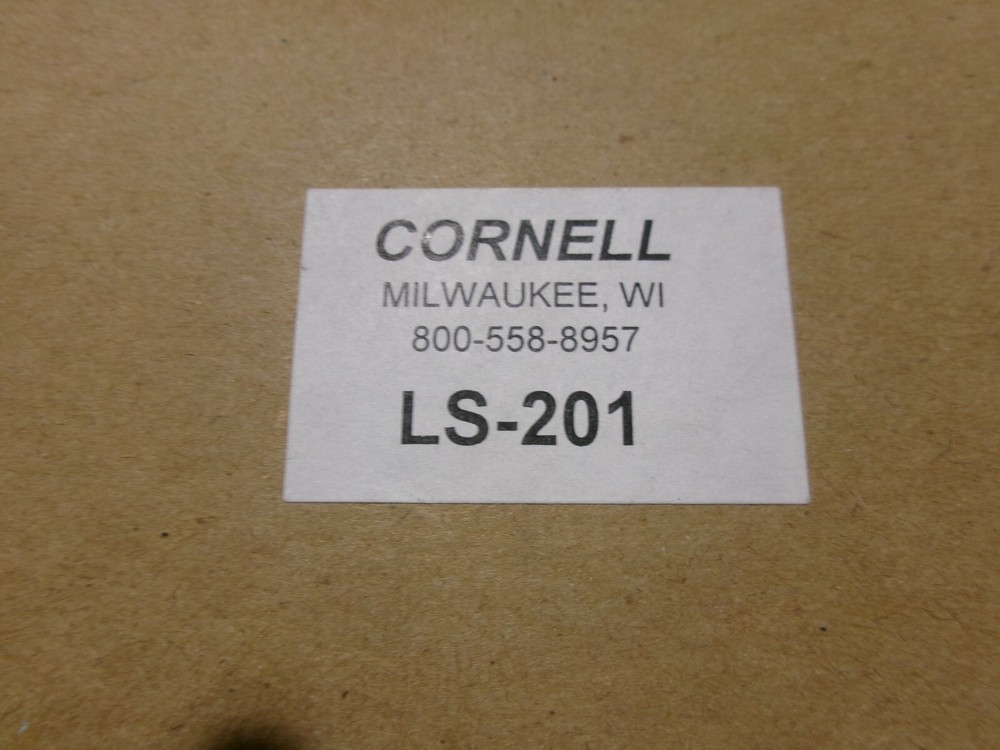 CORNELL
MILWAUKEE, WI
800-558-8957
LS-201